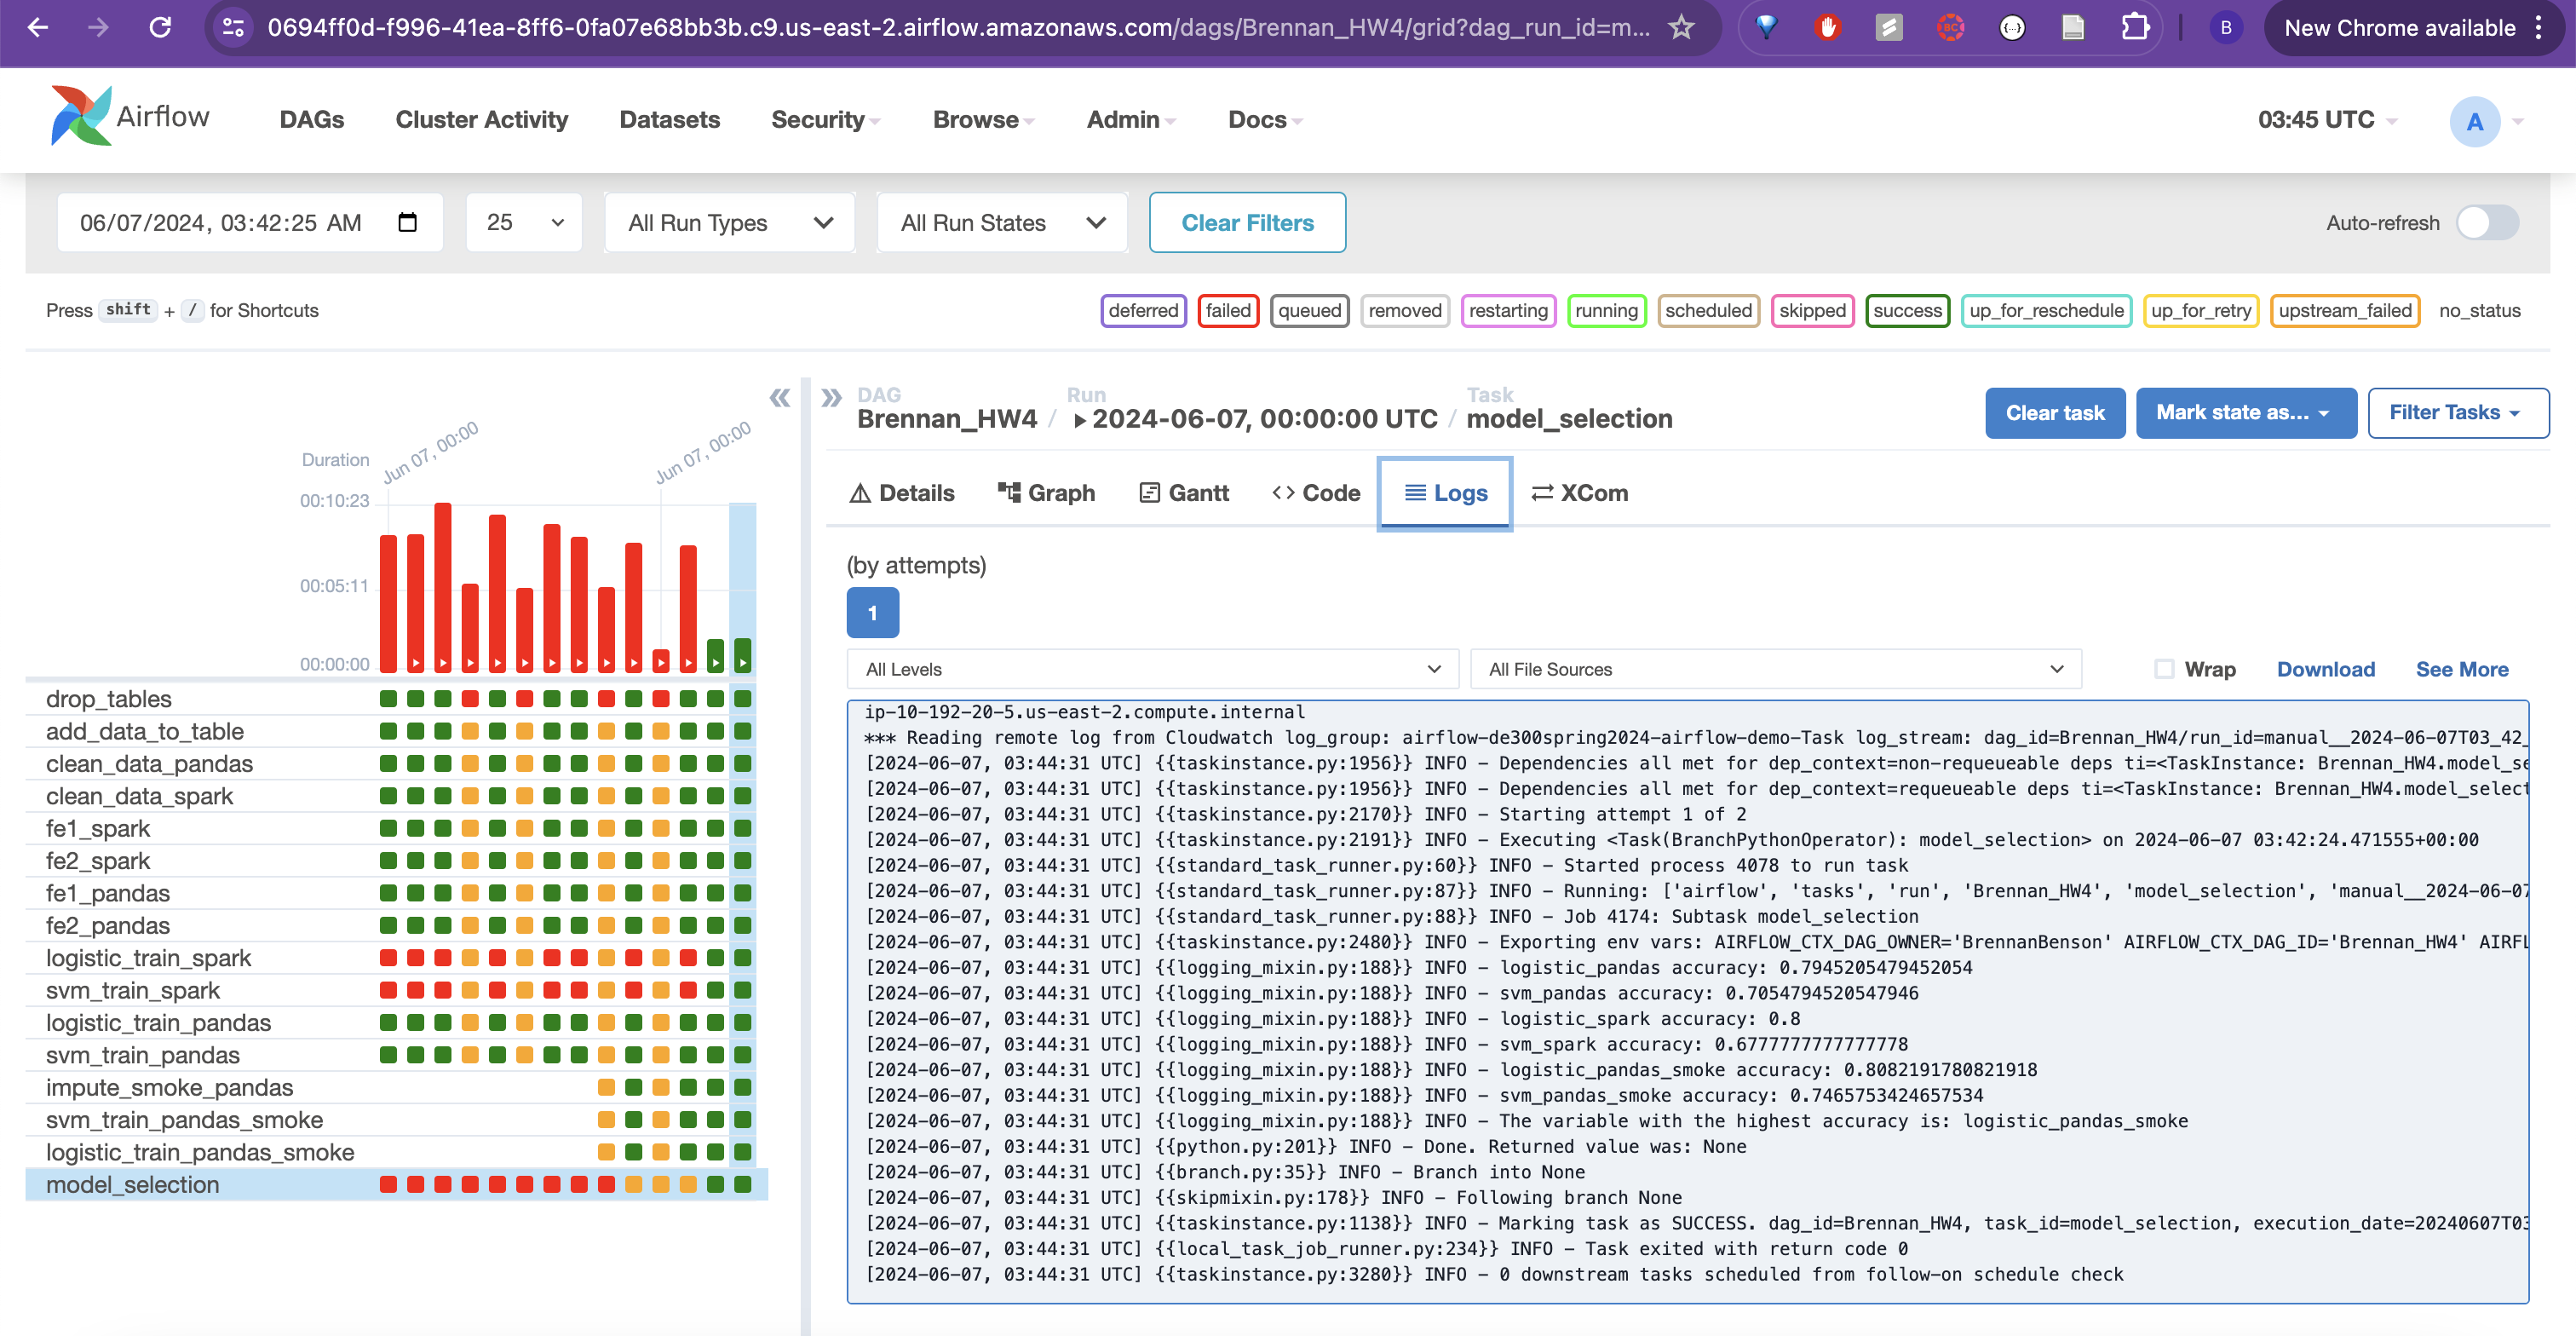 0694ff0d-f996-41ea-8ff6-0fa07e68bb3b.c9.us-east-2.airflow.amazonaws.com/dags/Brennan_HW4/grid?dag_run_id=m...
B
New Chrome available
Airflow
DAGs
Cluster Activity
Datasets
Security
Browse
Admin
Docs
03:45 UTC
A
06/07/2024, 03:42:25 AM
25
All Run Types
All Run States
Clear Filters
Auto-refresh
Press shift + / for Shortcuts
deferred
failed
queued
removed
restarting
running
scheduled
skipped
success
up_for_reschedule
up_for_retry
upstream_failed
no_status
Duration
Jun 07, 00:00
Jun 07, 00:00
00:10:23
00:05:11
00:00:00
drop_tables
add_data_to_table
clean_data_pandas
clean_data_spark
fe1_spark
fe2_spark
fe1_pandas
fe2_pandas
logistic_train_spark
svm_train_spark
logistic_train_pandas
svm_train_pandas
impute_smoke_pandas
svm_train_pandas_smoke
logistic_train_pandas_smoke
model_selection
DAG
Brennan_HW4 /
Run
2024-06-07, 00:00:00 UTC /
Task
model_selection
Clear task
Mark state as...
Filter Tasks
Details
Graph
Gantt
Code
Logs
XCom
(by attempts)
1
All Levels
All File Sources
Wrap
Download
See More
ip-10-192-20-5.us-east-2.compute.internal
*** Reading remote log from Cloudwatch log_group: airflow-de300spring2024-airflow-demo-Task log_stream: dag_id=Brennan_HW4/run_id=manual__2024-06-07T03_42_
[2024-06-07, 03:44:31 UTC] {{taskinstance.py:1956}} INFO - Dependencies all met for dep_context=non-requeueable deps ti=<TaskInstance: Brennan_HW4.model_se
[2024-06-07, 03:44:31 UTC] {{taskinstance.py:1956}} INFO - Dependencies all met for dep_context=requeueable deps ti=<TaskInstance: Brennan_HW4.model_select
[2024-06-07, 03:44:31 UTC] {{taskinstance.py:2170}} INFO - Starting attempt 1 of 2
[2024-06-07, 03:44:31 UTC] {{taskinstance.py:2191}} INFO - Executing <Task(BranchPythonOperator): model_selection> on 2024-06-07 03:42:24.471555+00:00
[2024-06-07, 03:44:31 UTC] {{standard_task_runner.py:60}} INFO - Started process 4078 to run task
[2024-06-07, 03:44:31 UTC] {{standard_task_runner.py:87}} INFO - Running: ['airflow', 'tasks', 'run', 'Brennan_HW4', 'model_selection', 'manual__2024-06-07
[2024-06-07, 03:44:31 UTC] {{standard_task_runner.py:88}} INFO - Job 4174: Subtask model_selection
[2024-06-07, 03:44:31 UTC] {{taskinstance.py:2480}} INFO - Exporting env vars: AIRFLOW_CTX_DAG_OWNER='BrennanBenson' AIRFLOW_CTX_DAG_ID='Brennan_HW4' AIRFL
[2024-06-07, 03:44:31 UTC] {{logging_mixin.py:188}} INFO - logistic_pandas accuracy: 0.7945205479452054
[2024-06-07, 03:44:31 UTC] {{logging_mixin.py:188}} INFO - svm_pandas accuracy: 0.7054794520547946
[2024-06-07, 03:44:31 UTC] {{logging_mixin.py:188}} INFO - logistic_spark accuracy: 0.8
[2024-06-07, 03:44:31 UTC] {{logging_mixin.py:188}} INFO - svm_spark accuracy: 0.6777777777777778
[2024-06-07, 03:44:31 UTC] {{logging_mixin.py:188}} INFO - logistic_pandas_smoke accuracy: 0.8082191780821918
[2024-06-07, 03:44:31 UTC] {{logging_mixin.py:188}} INFO - svm_pandas_smoke accuracy: 0.7465753424657534
[2024-06-07, 03:44:31 UTC] {{logging_mixin.py:188}} INFO - The variable with the highest accuracy is: logistic_pandas_smoke
[2024-06-07, 03:44:31 UTC] {{python.py:201}} INFO - Done. Returned value was: None
[2024-06-07, 03:44:31 UTC] {{branch.py:35}} INFO - Branch into None
[2024-06-07, 03:44:31 UTC] {{skipmixin.py:178}} INFO - Following branch None
[2024-06-07, 03:44:31 UTC] {{taskinstance.py:1138}} INFO - Marking task as SUCCESS. dag_id=Brennan_HW4, task_id=model_selection, execution_date=20240607T03
[2024-06-07, 03:44:31 UTC] {{local_task_job_runner.py:234}} INFO - Task exited with return code 0
[2024-06-07, 03:44:31 UTC] {{taskinstance.py:3280}} INFO - 0 downstream tasks scheduled from follow-on schedule check